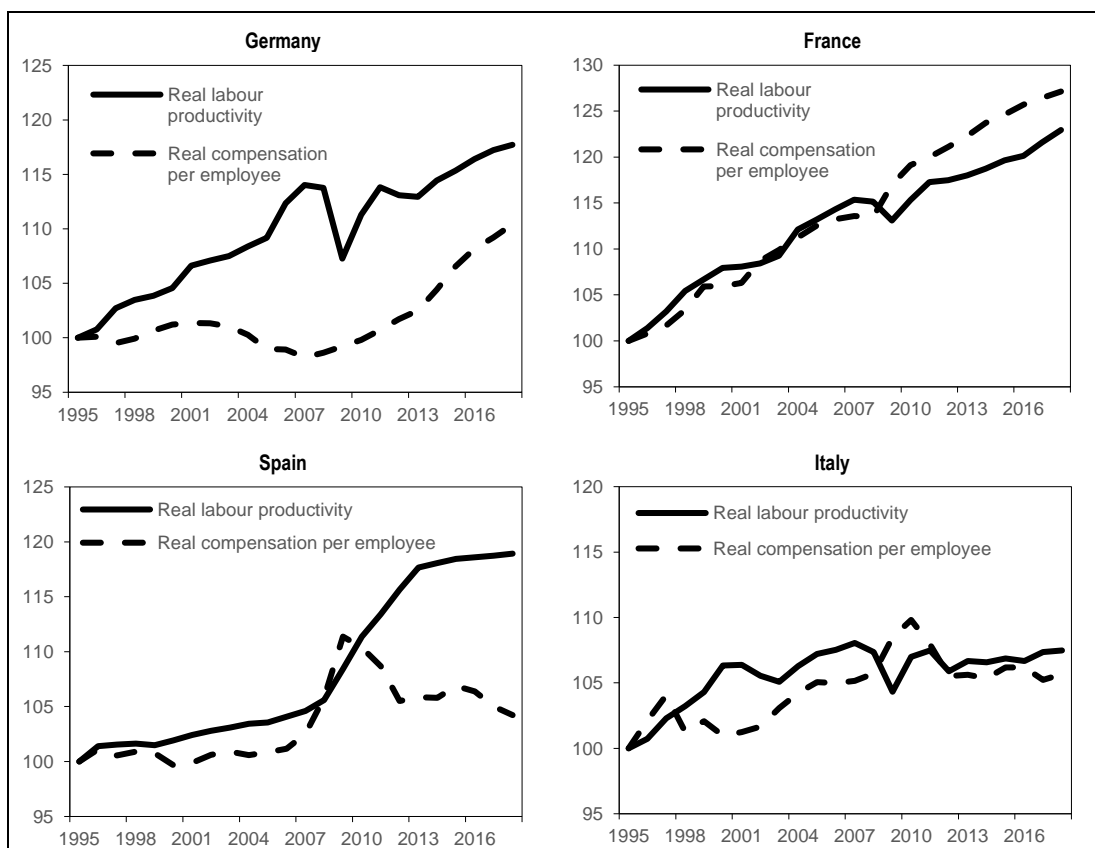 Germany
125
120
115
110
105
100
95
Real labour
productivity
Real compensation
per employee
1995 1998 2001 2004 2007 2010 2013 2016
France
130
125
120
115
110
105
100
95
Real labour
productivity
Real compensation
per employee
1995 1998 2001 2004 2007 2010 2013 2016
Spain
125
120
115
110
105
100
95
Real labour productivity
Real compensation per employee
1995 1998 2001 2004 2007 2010 2013 2016
Italy
120
115
110
105
100
95
Real labour productivity
Real compensation per employee
1995 1998 2001 2004 2007 2010 2013 2016